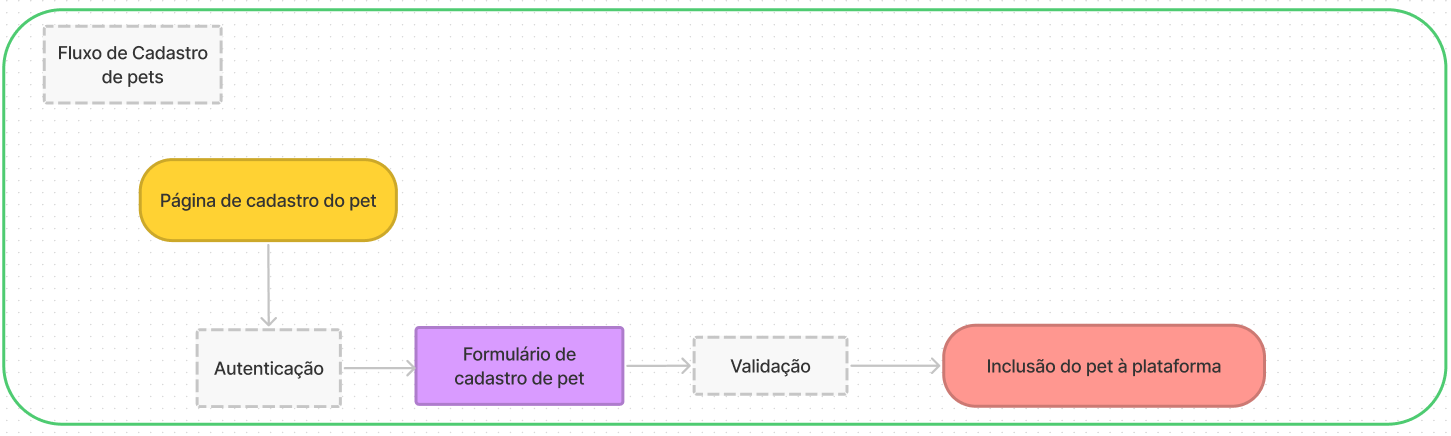 Fluxo de Cadastro
de pets
Página de cadastro do pet
Autenticação
Formulário de
cadastro de pet
Validação
Inclusão do pet à plataforma